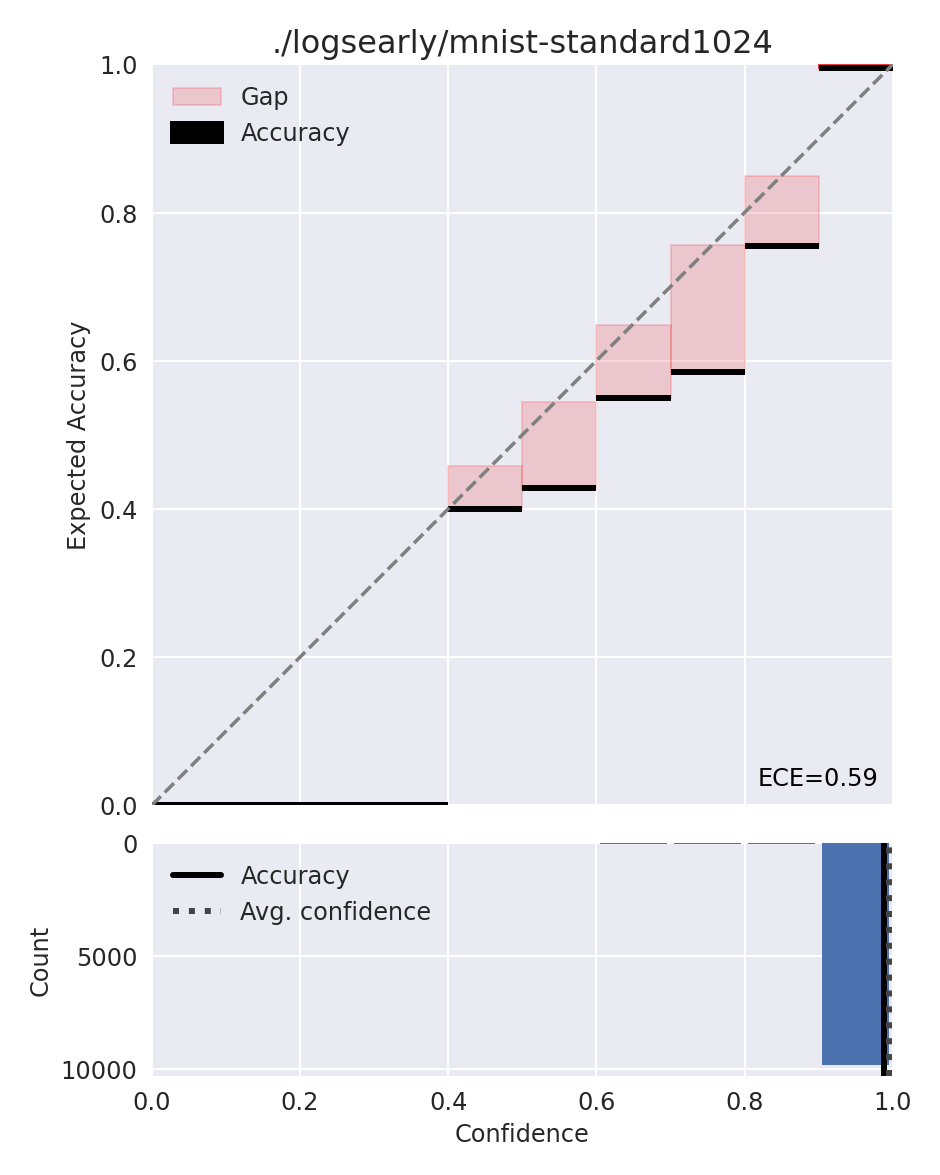 ./logsearly/mnist-standard1024
1.0
Gap
Accuracy
0.8
0.6
Expected Accuracy
0.4
0.2
ECE=0.59
0.0
0
Accuracy
Avg. confidence
Count
5000
10000
0.0 0.2 0.4 0.6 0.8 1.0
Confidence